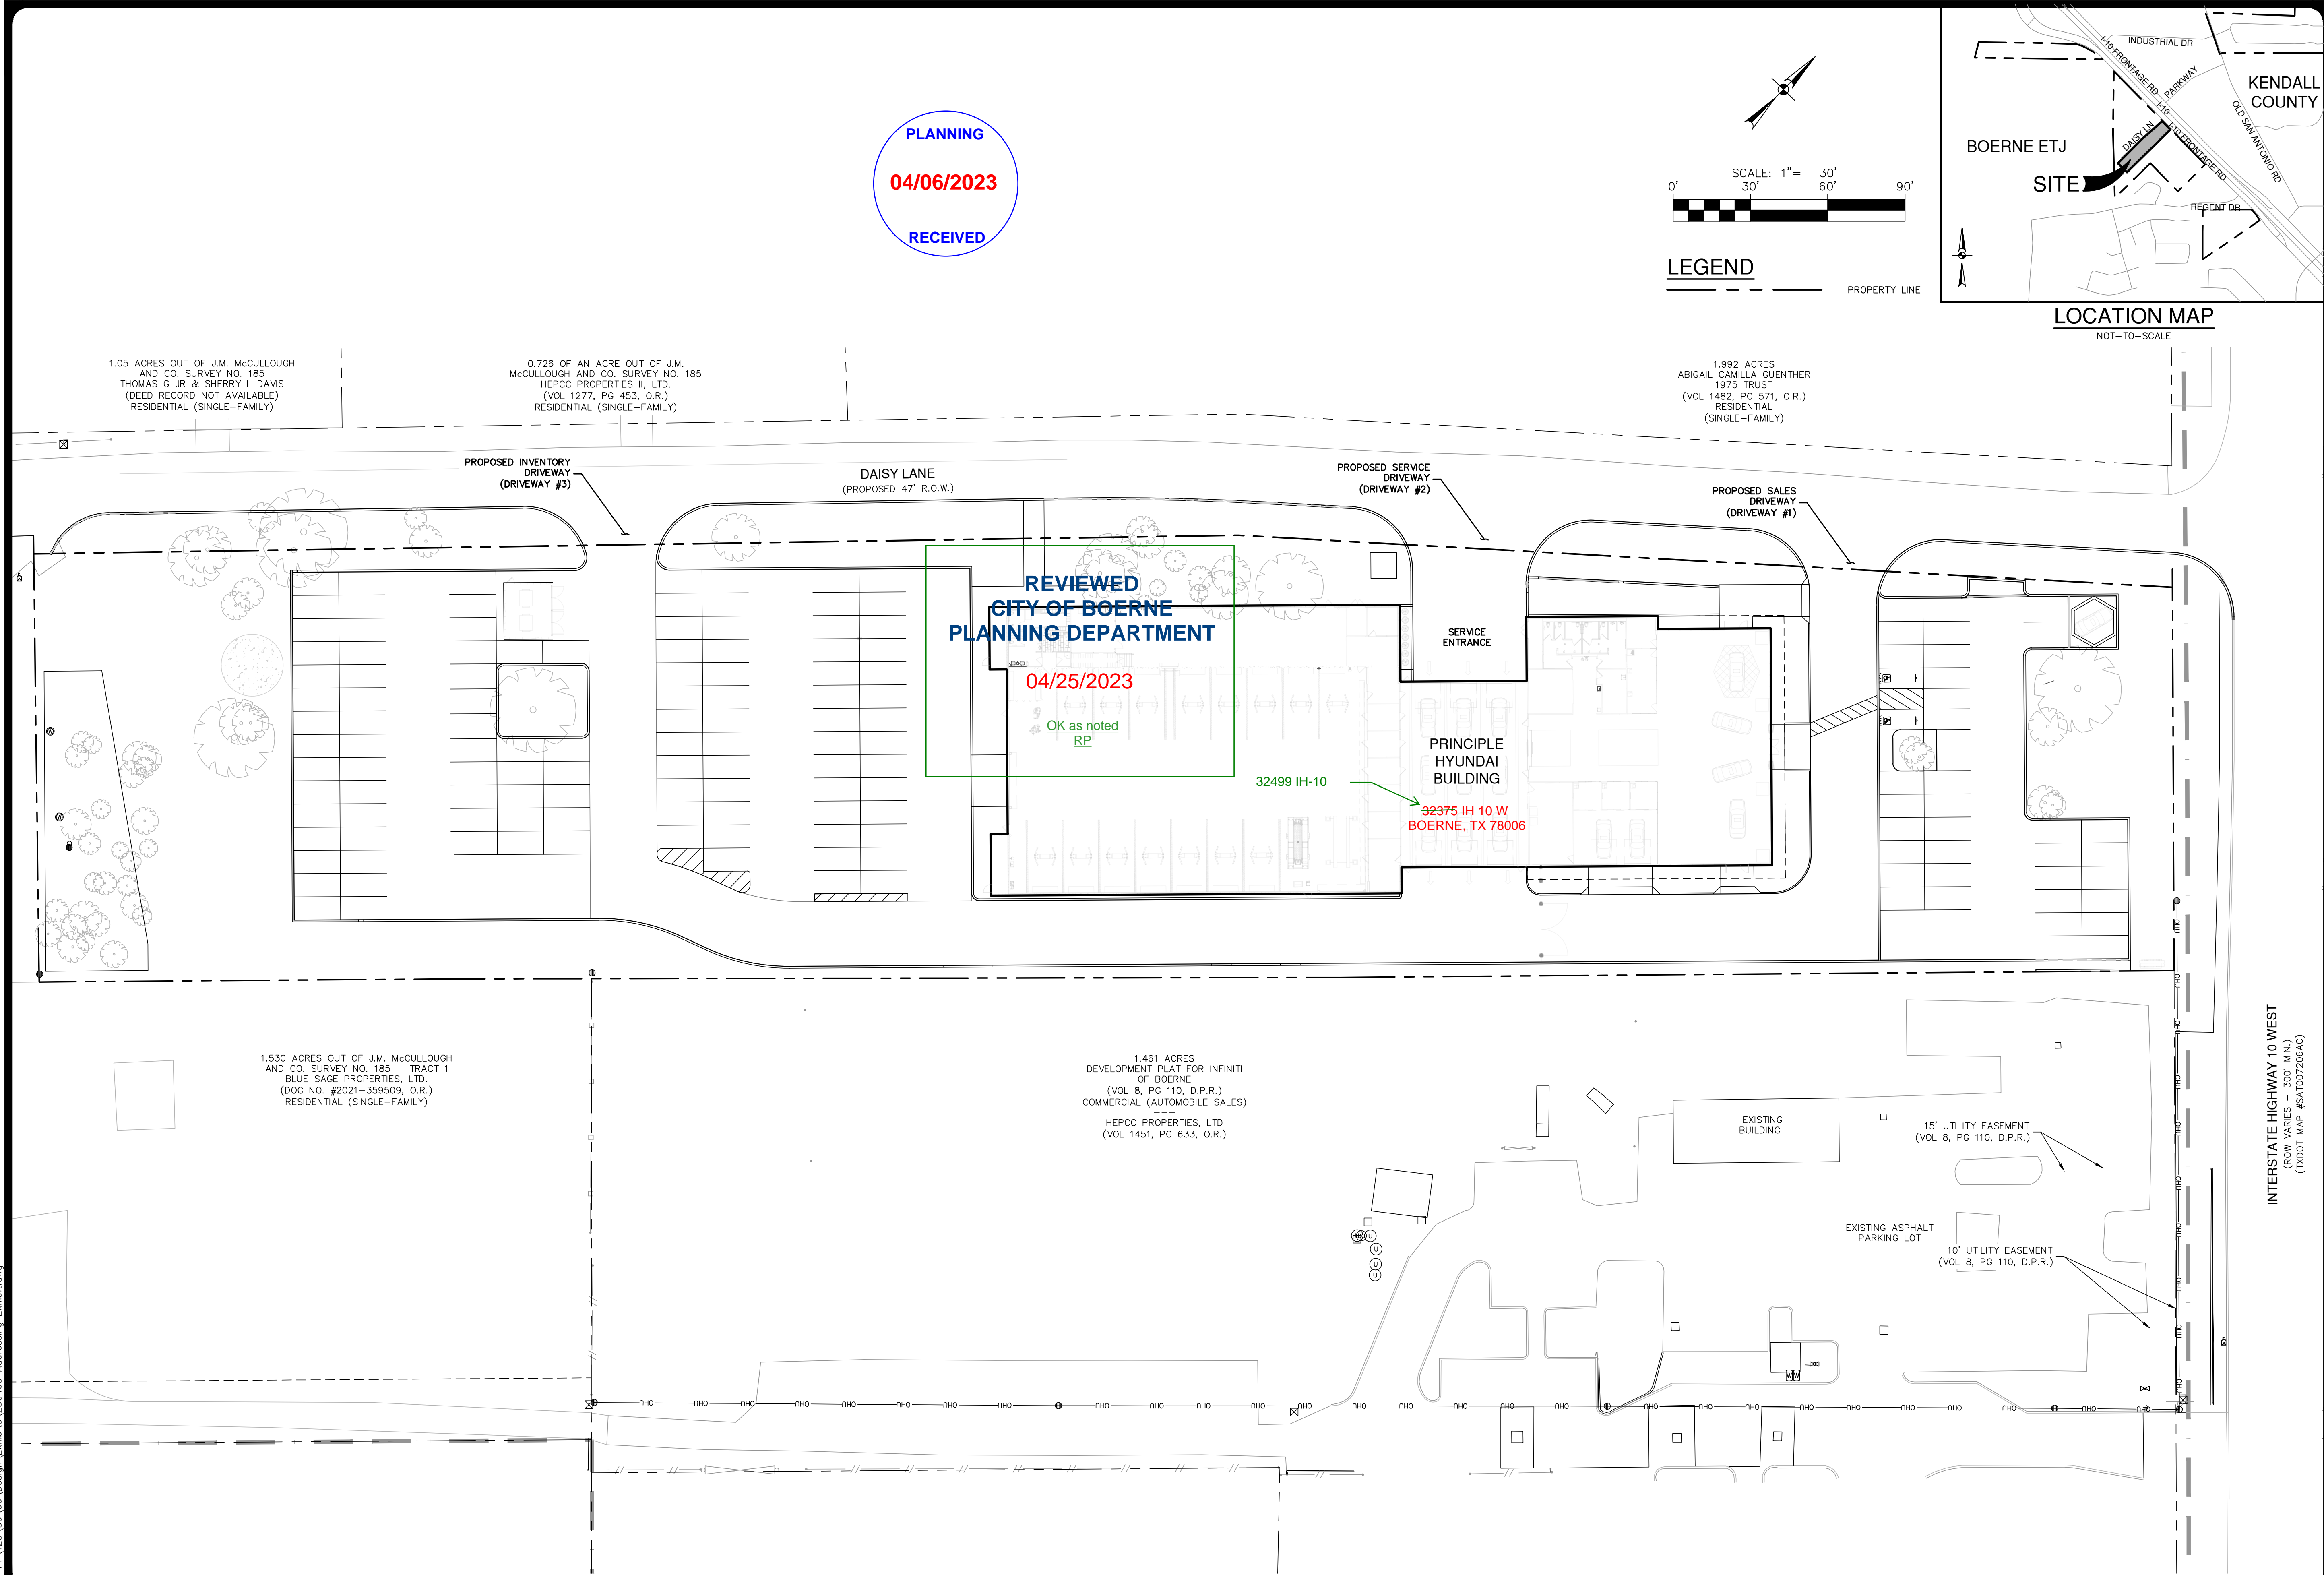 PLANNING
04/06/2023
RECEIVED
SCALE: 1"= 30'
0' 30' 60' 90'
LEGEND
PROPERTY LINE
INDUSTRIAL DR
I-10 FRONTAGE RD
PARKWAY
I-10
I-10 FRONTAGE RD
KENDALL
COUNTY
OLD SAN ANTONIO RD
DAISY LN
BOERNE ETJ
SITE
REGENT DR
LOCATION MAP
NOT-TO-SCALE
1.05 ACRES OUT OF J.M. McCULLOUGH
AND CO. SURVEY NO. 185
THOMAS G JR & SHERRY L DAVIS
(DEED RECORD NOT AVAILABLE)
RESIDENTIAL (SINGLE-FAMILY)
0.726 OF AN ACRE OUT OF J.M.
McCULLOUGH AND CO. SURVEY NO. 185
HEPCC PROPERTIES II, LTD.
(VOL 1277, PG 453, O.R.)
RESIDENTIAL (SINGLE-FAMILY)
1.992 ACRES
ABIGAIL CAMILLA GUENTHER
1975 TRUST
(VOL 1482, PG 571, O.R.)
RESIDENTIAL
(SINGLE-FAMILY)
PROPOSED INVENTORY
DRIVEWAY
(DRIVEWAY #3)
DAISY LANE
(PROPOSED 47' R.O.W.)
PROPOSED SERVICE
DRIVEWAY
(DRIVEWAY #2)
PROPOSED SALES
DRIVEWAY
(DRIVEWAY #1)
REVIEWED
CITY OF BOERNE
PLANNING DEPARTMENT
04/25/2023
OK as noted
RP
SERVICE
ENTRANCE
PRINCIPLE
HYUNDAI
BUILDING
32499 IH-10
32375 IH 10 W
BOERNE, TX 78006
1.530 ACRES OUT OF J.M. McCULLOUGH
AND CO. SURVEY NO. 185 - TRACT 1
BLUE SAGE PROPERTIES, LTD.
(DOC NO. #2021-359509, O.R.)
RESIDENTIAL (SINGLE-FAMILY)
1.461 ACRES
DEVELOPMENT PLAT FOR INFINITI
OF BOERNE
(VOL 8, PG 110, D.P.R.)
COMMERCIAL (AUTOMOBILE SALES)
---
HEPCC PROPERTIES, LTD
(VOL 1451, PG 633, O.R.)
EXISTING
BUILDING
15' UTILITY EASEMENT
(VOL 8, PG 110, D.P.R.)
EXISTING ASPHALT
PARKING LOT
10' UTILITY EASEMENT
(VOL 8, PG 110, D.P.R.)
INTERSTATE HIGHWAY 10 WEST
(ROW VARIES - 300' MIN.)
(TXDOT MAP #SAT007206AC)